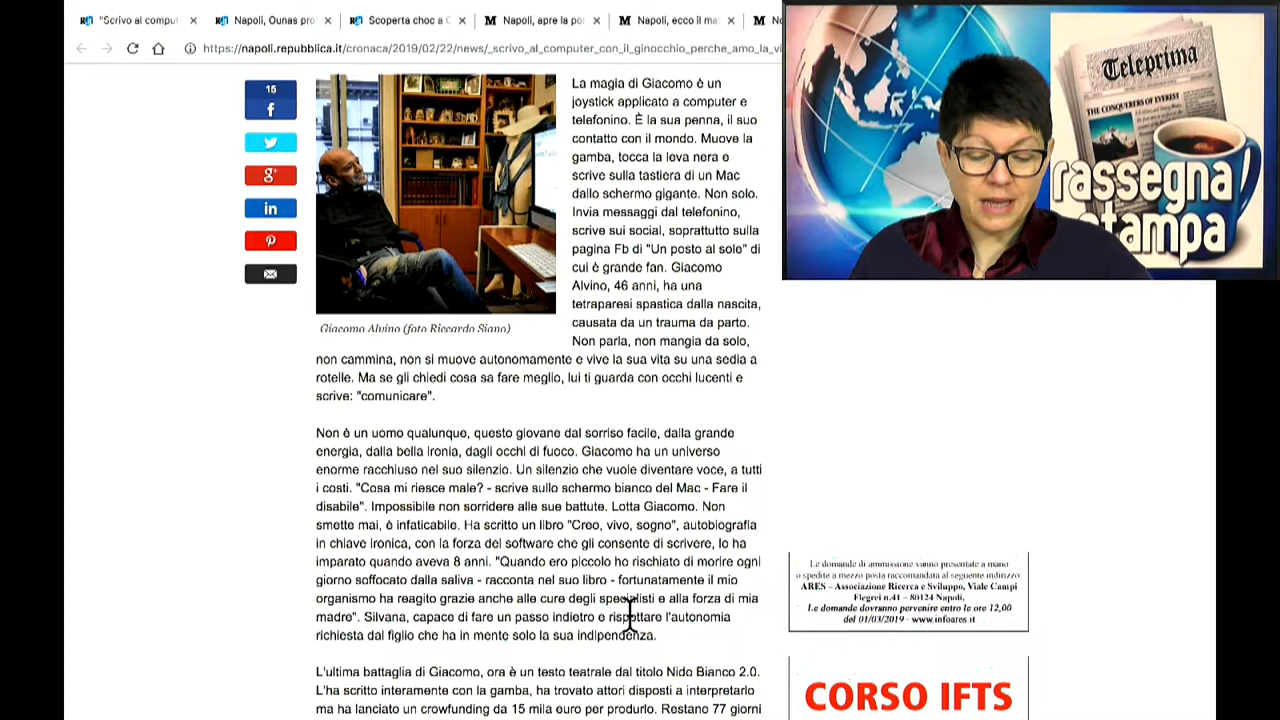 "Scrivo al comput
Napoli, Ounas pro
Scoperta choc a C
Napoli, apre la por
Napoli, ecco il ma
No
https://napoli.repubblica.it/cronaca/2019/02/22/news/_scrivo_al_computer_con_il_ginocchio_perche_amo_la_vi
15
f
g+
in
Giacomo Alvino (foto Riccardo Siano)
La magia di Giacomo è un
joystick applicato a computer e
telefonino. È la sua penna, il suo
contatto con il mondo. Muove la
gamba, tocca la leva nera e
scrive sulla tastiera di un Mac
dallo schermo gigante. Non solo.
Invia messaggi dal telefonino,
scrive sui social, soprattutto sulla
pagina Fb di "Un posto al sole" di
cui è grande fan. Giacomo
Alvino, 46 anni, ha una
tetraparesi spastica dalla nascita,
causata da un trauma da parto.
Non parla, non mangia da solo,
non cammina, non si muove autonomamente e vive la sua vita su una sedia a
rotelle. Ma se gli chiedi cosa sa fare meglio, lui ti guarda con occhi lucenti e
scrive: "comunicare".
Non è un uomo qualunque, questo giovane dal sorriso facile, dalla grande
energia, dalla bella ironia, dagli occhi di fuoco. Giacomo ha un universo
enorme racchiuso nel suo silenzio. Un silenzio che vuole diventare voce, a tutti
i costi. "Cosa mi riesce male? - scrive sullo schermo bianco del Mac - Fare il
disabile". Impossibile non sorridere alle sue battute. Lotta Giacomo. Non
smette mai, è infaticabile. Ha scritto un libro "Creo, vivo, sogno", autobiografia
in chiave ironica, con la forza del software che gli consente di scrivere, lo ha
imparato quando aveva 8 anni. "Quando ero piccolo ho rischiato di morire ogni
giorno soffocato dalla saliva - racconta nel suo libro - fortunatamente il mio
organismo ha reagito grazie anche alle cure degli specialisti e alla forza di mia
madre". Silvana, capace di fare un passo indietro e rispettare l'autonomia
richiesta dal figlio che ha in mente solo la sua indipendenza.
L'ultima battaglia di Giacomo, ora è un testo teatrale dal titolo Nido Bianco 2.0.
L'ha scritto interamente con la gamba, ha trovato attori disposti a interpretarlo
ma ha lanciato un crowfunding da 15 mila euro per produrlo. Restano 77 giorni
Teleprima
THE CONQUERERS OF EVEREST
rassegna
stampa
Le domande di ammissione vanno presentate a mano
o spedite a mezzo posta raccomandata al seguente indirizzo
ARES – Associazione Ricerca e Sviluppo, Viale Campi
Flegrei n.41 – 80124 Napoli,
Le domande dovranno pervenire entro le ore 12,00
del 01/03/2019 - www.infoares.it
CORSO IFTS